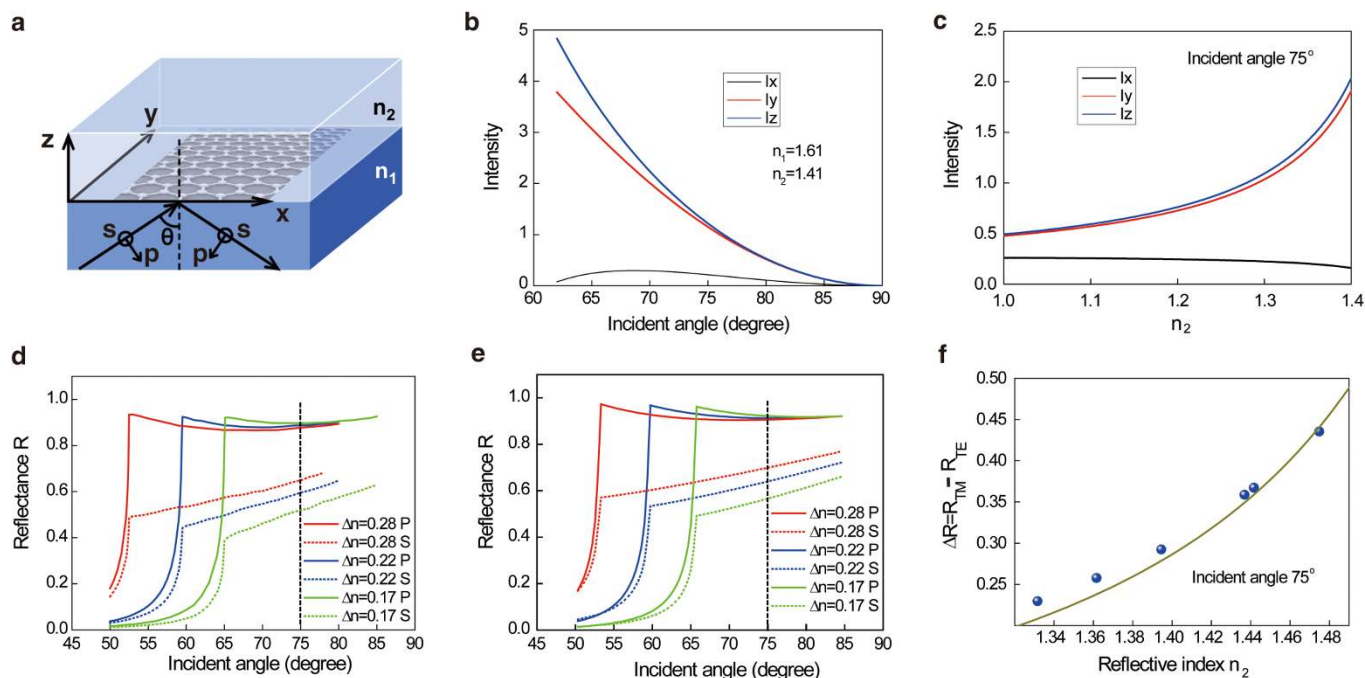 a
z
y
n2
n1
x
s
θ
s
p
p
b
5
4
3
2
1
0
Intensity
Ix
Iy
Iz
n1=1.61
n2=1.41
60 65 70 75 80 85 90
Incident angle (degree)
c
2.5
2.0
1.5
1.0
0.5
0.0
Intensity
Incident angle 75°
Ix
Iy
Iz
1.0 1.1 1.2 1.3 1.4
n2
d
1.0
0.8
0.6
0.4
0.2
0.0
Reflectance R
Δn=0.28 P
Δn=0.28 S
Δn=0.22 P
Δn=0.22 S
Δn=0.17 P
Δn=0.17 S
45 50 55 60 65 70 75 80 85 90
Incident angle (degree)
e
1.0
0.8
0.6
0.4
0.2
0.0
Reflectance R
Δn=0.28 P
Δn=0.28 S
Δn=0.22 P
Δn=0.22 S
Δn=0.17 P
Δn=0.17 S
45 50 55 60 65 70 75 80 85 90
Incident angle (degree)
f
0.50
0.45
0.40
0.35
0.30
0.25
ΔR=RTM – RTE
Incident angle 75°
1.34 1.36 1.40 1.42 1.44 1.46 1.48
Reflective index n2